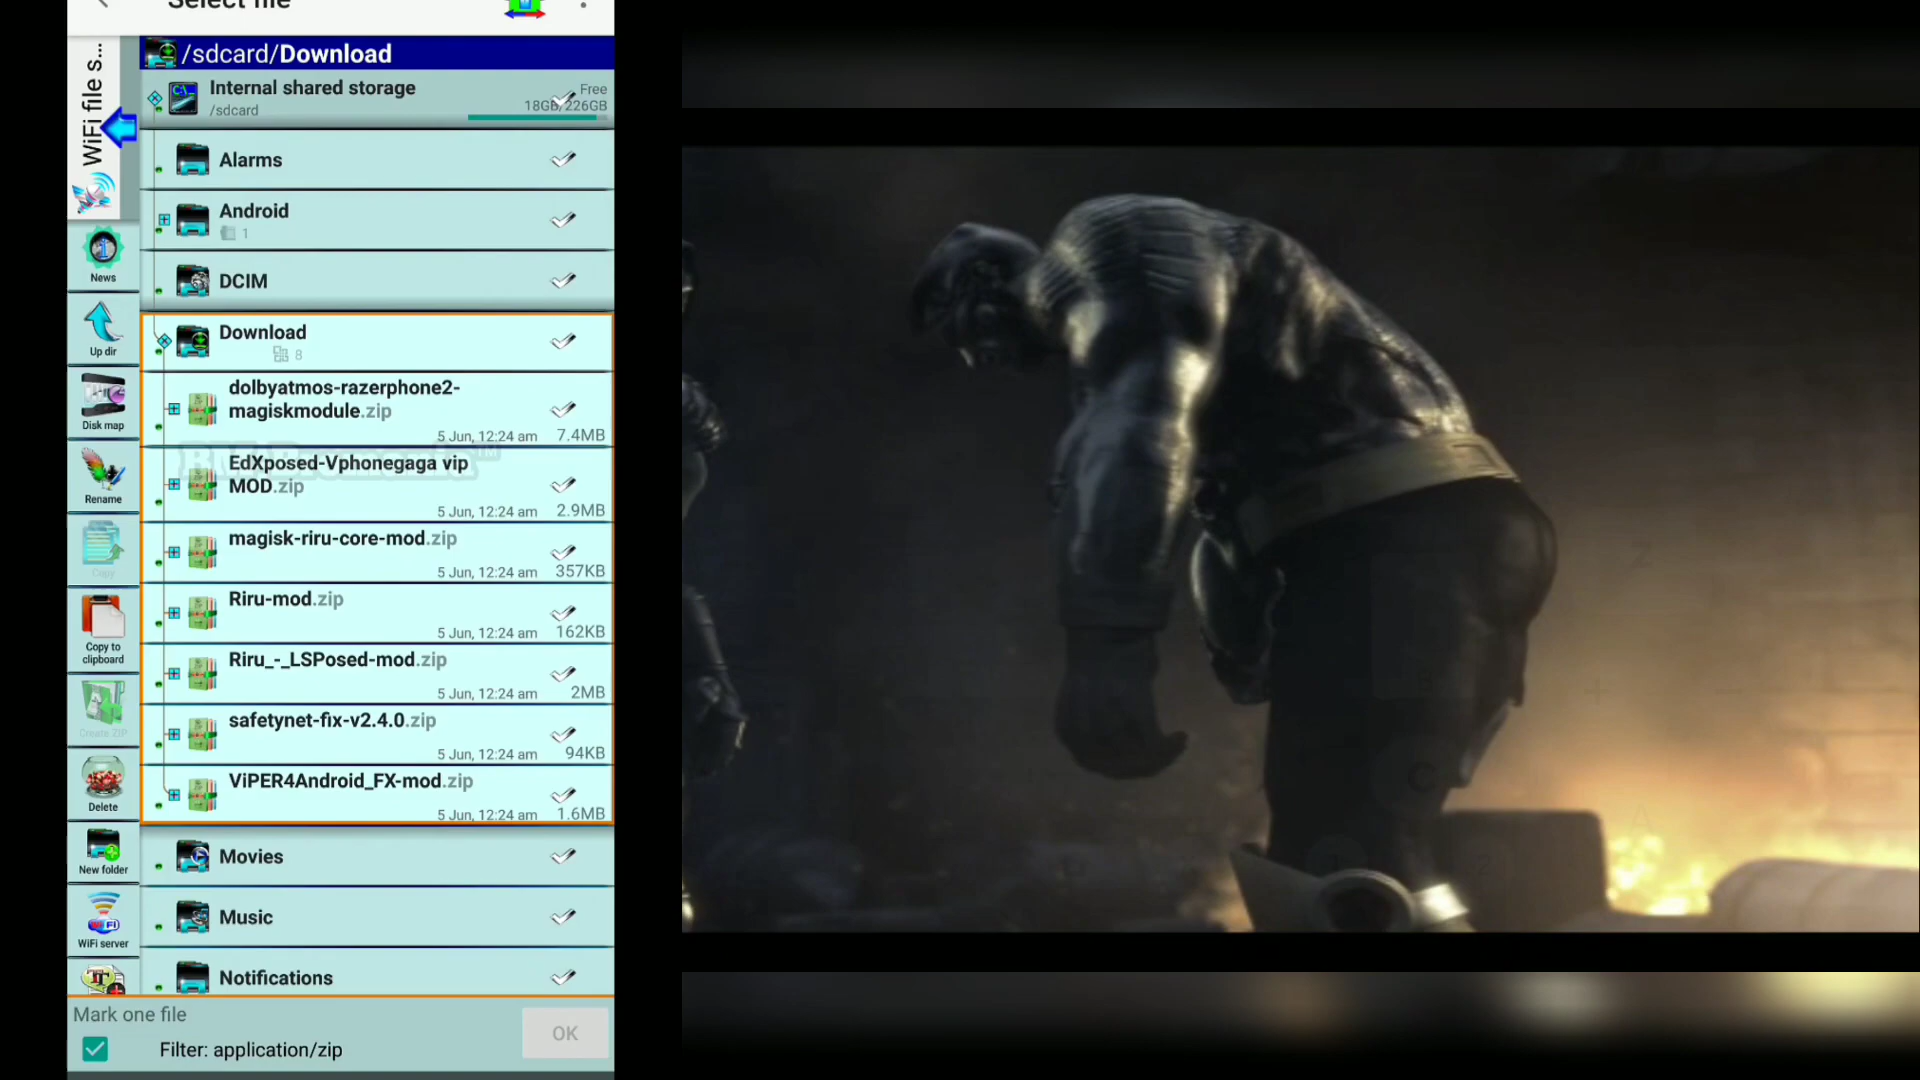 Select file
WiFi file s...
/sdcard/Download
Internal shared storage
/sdcard
Free
18GB/226GB
Alarms
Android
1
DCIM
Download
8
dolbyatmos-razerphone2-
magiskmodule.zip
5 Jun, 12:24 am 7.4MB
EdXposed-Vphonegaga vip
MOD.zip
5 Jun, 12:24 am 2.9MB
magisk-riru-core-mod.zip
5 Jun, 12:24 am 357KB
Riru-mod.zip
5 Jun, 12:24 am 162KB
Riru_-_LSPosed-mod.zip
5 Jun, 12:24 am 2MB
safetynet-fix-v2.4.0.zip
5 Jun, 12:24 am 94KB
ViPER4Android_FX-mod.zip
5 Jun, 12:24 am 1.6MB
Movies
Music
Notifications
News
Up dir
Disk map
Rename
Copy
Copy to
clipboard
Create ZIP
Delete
New folder
WiFi server
Mark one file
OK
Filter: application/zip